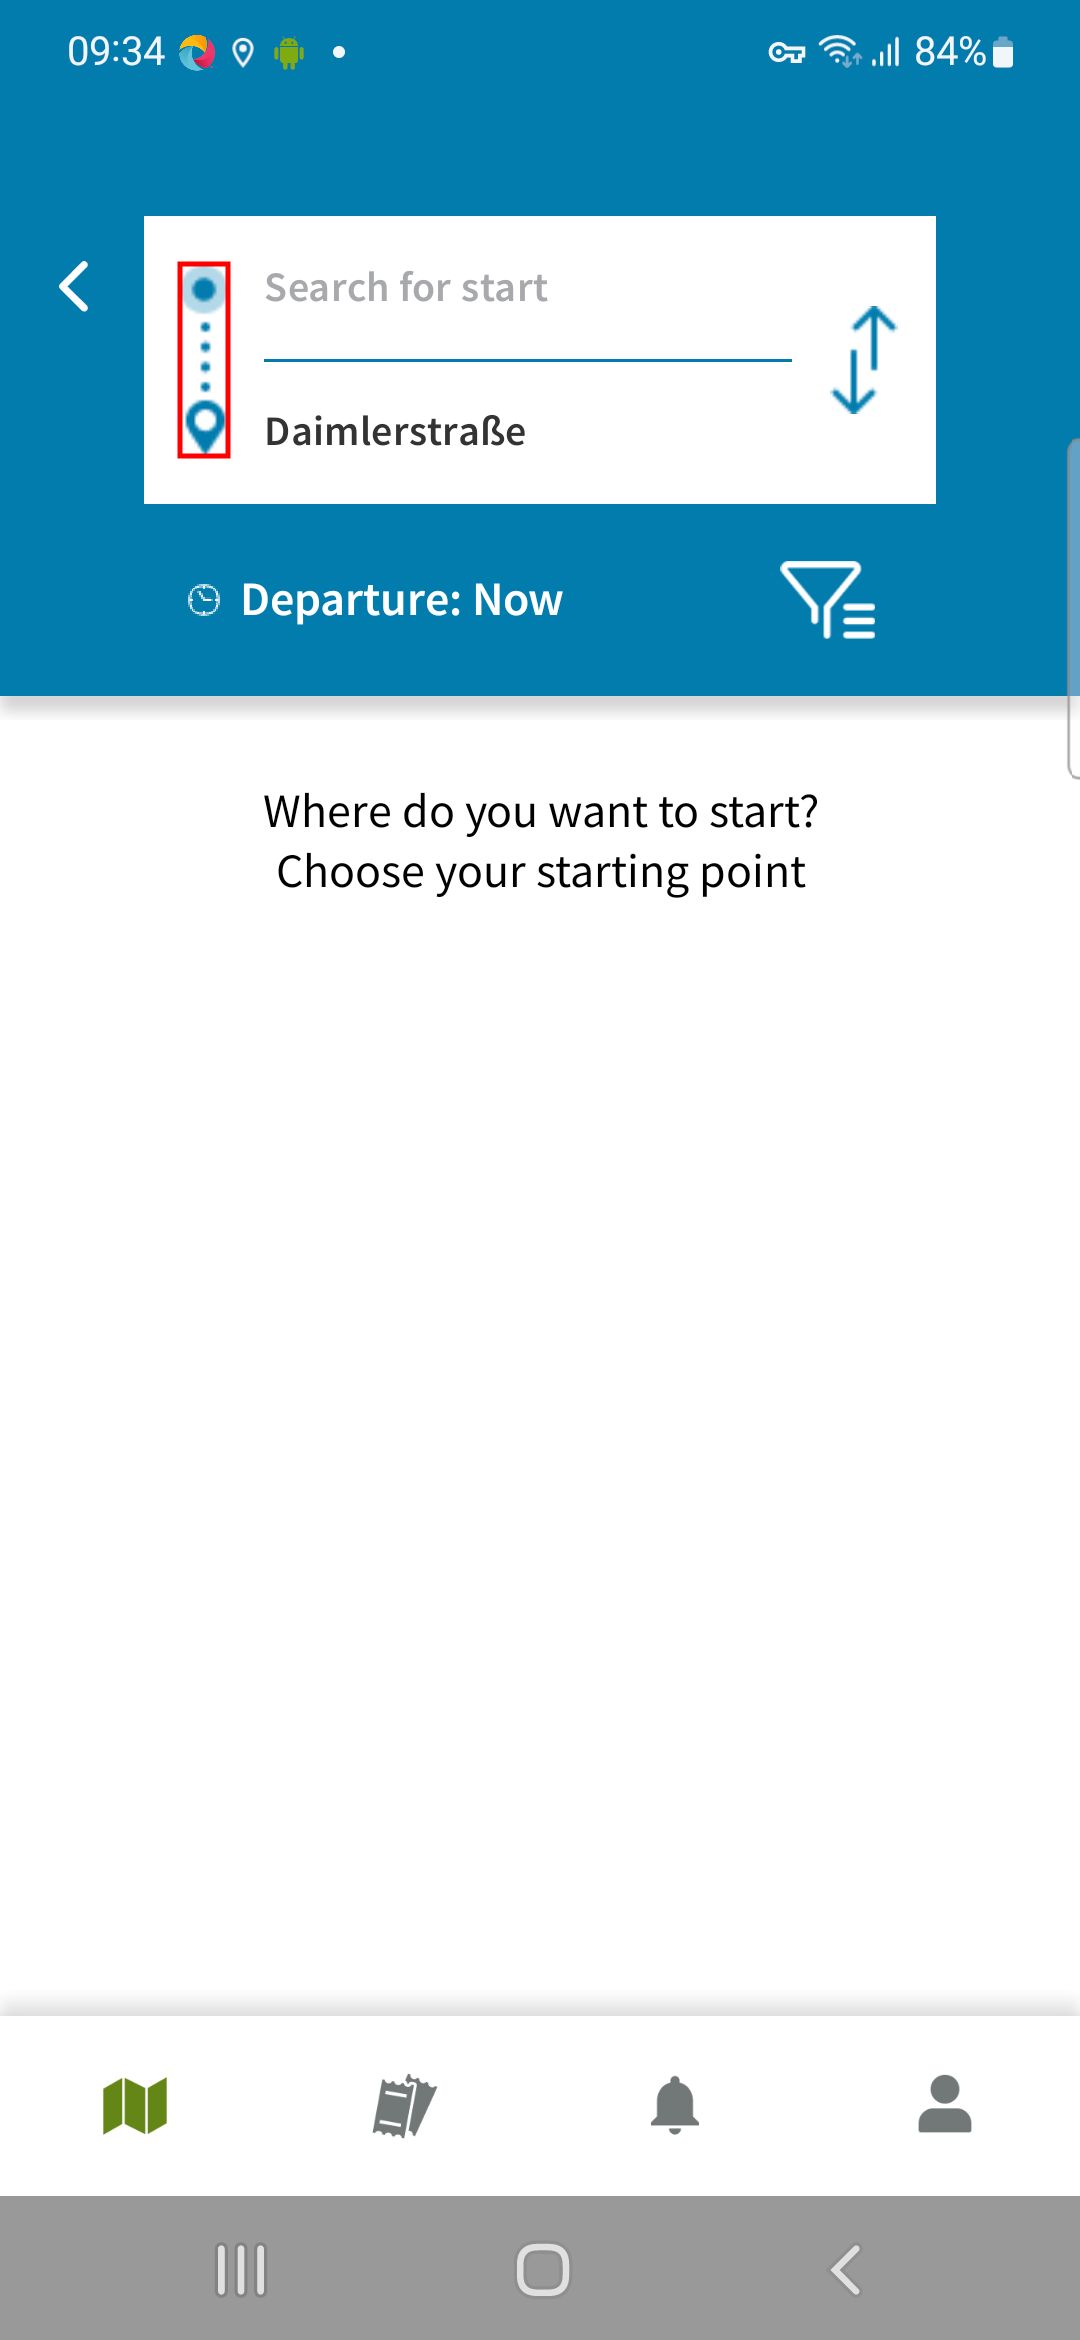 09:34
84%
Search for start
Daimlerstraße
Departure: Now
Where do you want to start?
Choose your starting point